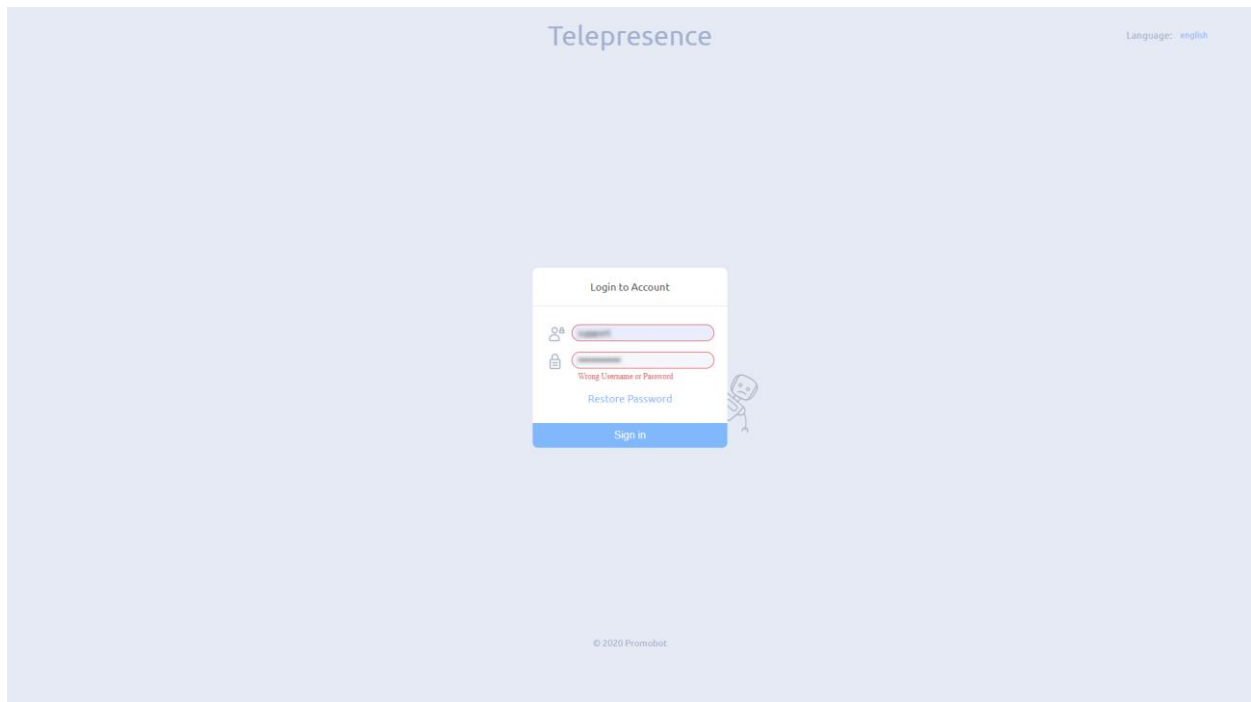 Telepresence
Language: english
Login to Account
Wrong Username or Password
Restore Password
Sign in
© 2020 Promobot